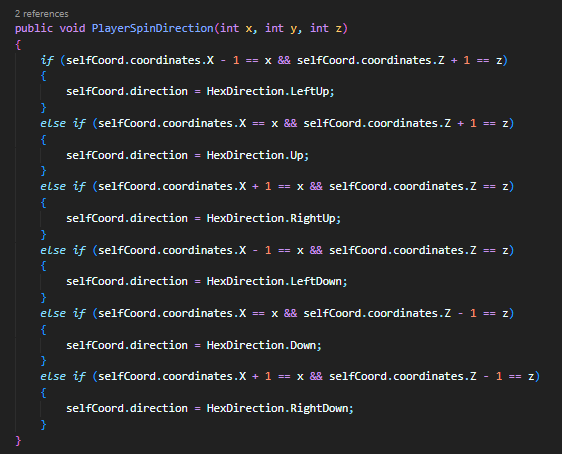 2 references
public void PlayerSpinDirection(int x, int y, int z)
{
    if (selfCoord.coordinates.X - 1 == x && selfCoord.coordinates.Z + 1 == z)
    {
        selfCoord.direction = HexDirection.LeftUp;
    }
    else if (selfCoord.coordinates.X == x && selfCoord.coordinates.Z + 1 == z)
    {
        selfCoord.direction = HexDirection.Up;
    }
    else if (selfCoord.coordinates.X + 1 == x && selfCoord.coordinates.Z == z)
    {
        selfCoord.direction = HexDirection.RightUp;
    }
    else if (selfCoord.coordinates.X - 1 == x && selfCoord.coordinates.Z == z)
    {
        selfCoord.direction = HexDirection.LeftDown;
    }
    else if (selfCoord.coordinates.X == x && selfCoord.coordinates.Z - 1 == z)
    {
        selfCoord.direction = HexDirection.Down;
    }
    else if (selfCoord.coordinates.X + 1 == x && selfCoord.coordinates.Z - 1 == z)
    {
        selfCoord.direction = HexDirection.RightDown;
    }
}